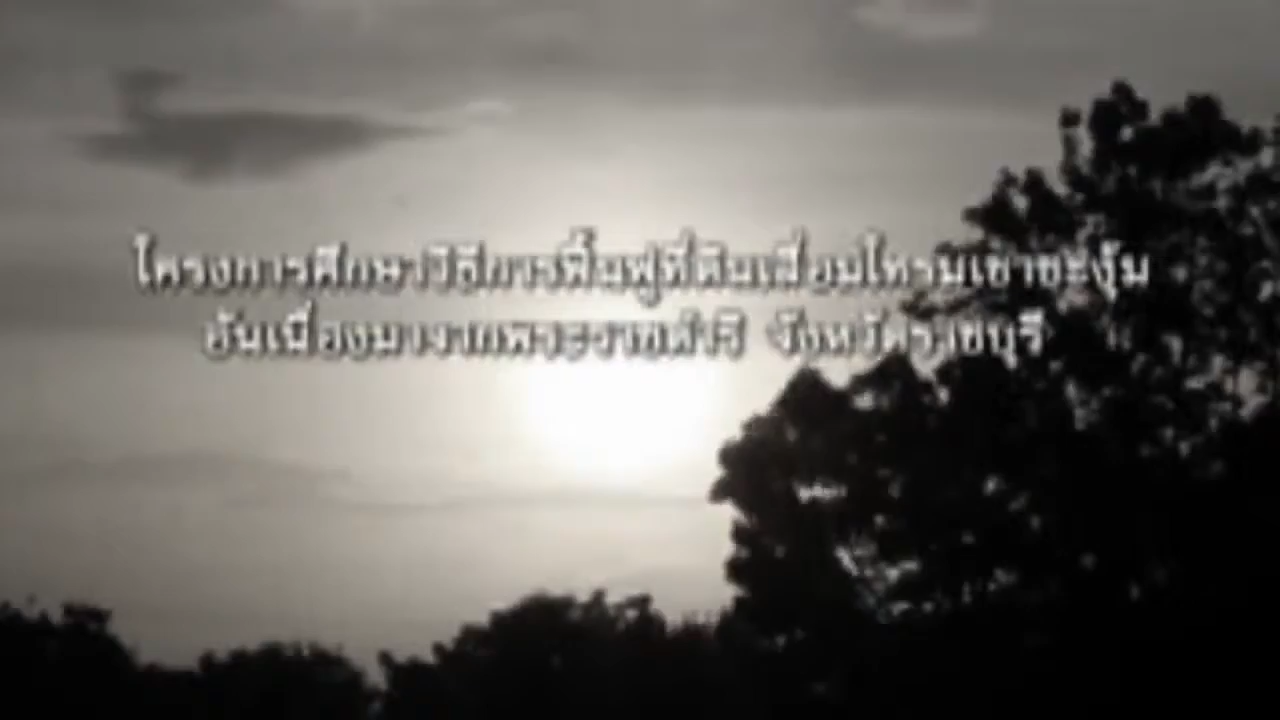 โครงการศึกษาวิธีการฟื้นฟูที่ดินเสื่อมโทรมเขาชะงุ้ม
อันเนื่องมาจากพระราชดำริ จังหวัดราชบุรี